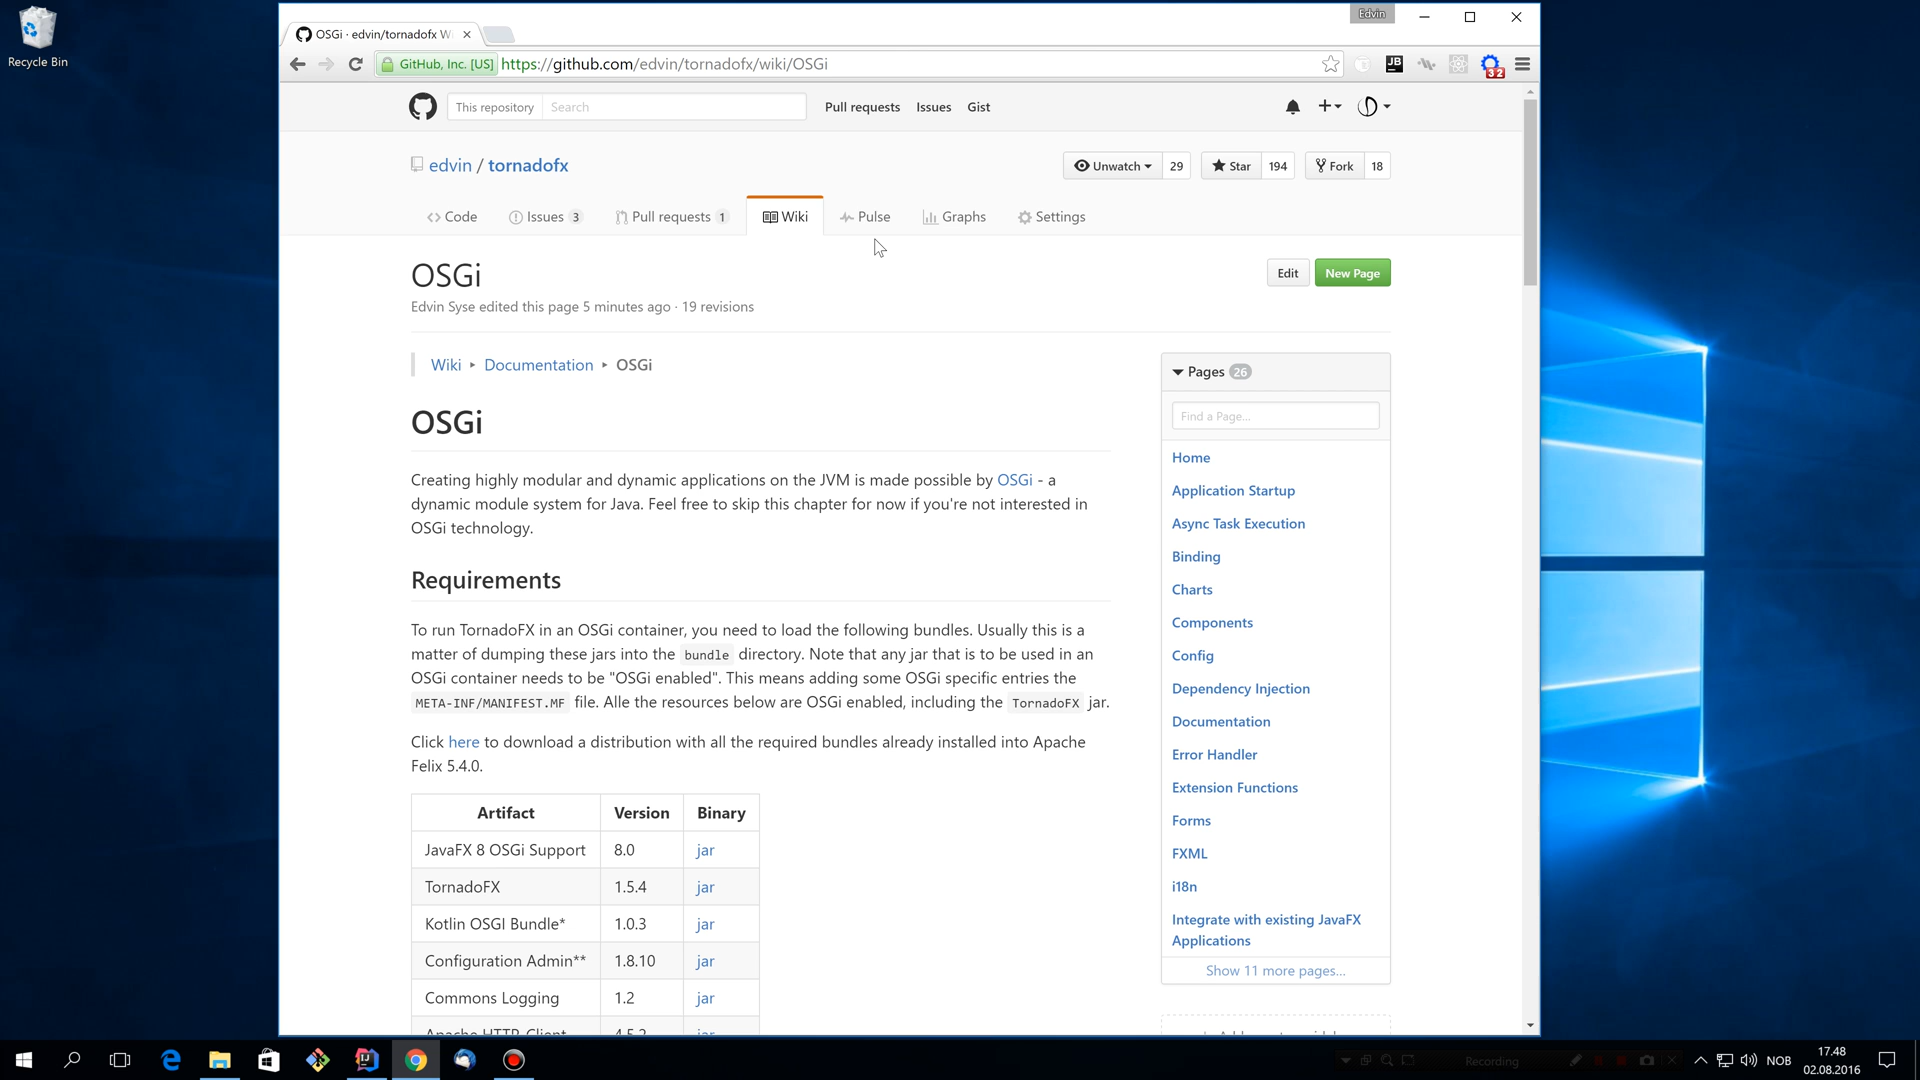 Recycle Bin
Edvin
OSGi · edvin/tornadofx W
GitHub, Inc. [US]
https://github.com/edvin/tornadofx/wiki/OSGi
JB
32
This repository
Search
Pull requests
Issues
Gist
edvin / tornadofx
Unwatch
29
Star
194
Fork
18
Code
Issues 3
Pull requests 1
Wiki
Pulse
Graphs
Settings
OSGi
Edit
New Page
Edvin Syse edited this page 5 minutes ago · 19 revisions
Wiki ▸ Documentation ▸ OSGi
OSGi
Creating highly modular and dynamic applications on the JVM is made possible by OSGi - a
dynamic module system for Java. Feel free to skip this chapter for now if you're not interested in
OSGi technology.
Requirements
To run TornadoFX in an OSGi container, you need to load the following bundles. Usually this is a
matter of dumping these jars into the bundle directory. Note that any jar that is to be used in an
OSGi container needs to be "OSGi enabled". This means adding some OSGi specific entries the
META-INF/MANIFEST.MF file. Alle the resources below are OSGi enabled, including the TornadoFX jar.
Click here to download a distribution with all the required bundles already installed into Apache
Felix 5.4.0.
Artifact Version Binary
JavaFX 8 OSGi Support 8.0 jar
TornadoFX 1.5.4 jar
Kotlin OSGI Bundle* 1.0.3 jar
Configuration Admin** 1.8.10 jar
Commons Logging 1.2 jar
Apache HTTP-Client 4.5.2 jar
Pages 26
Find a Page...
Home
Application Startup
Async Task Execution
Binding
Charts
Components
Config
Dependency Injection
Documentation
Error Handler
Extension Functions
Forms
FXML
i18n
Integrate with existing JavaFX
Applications
Show 11 more pages...
IJ
Recording
NOB
17.48
02.08.2016